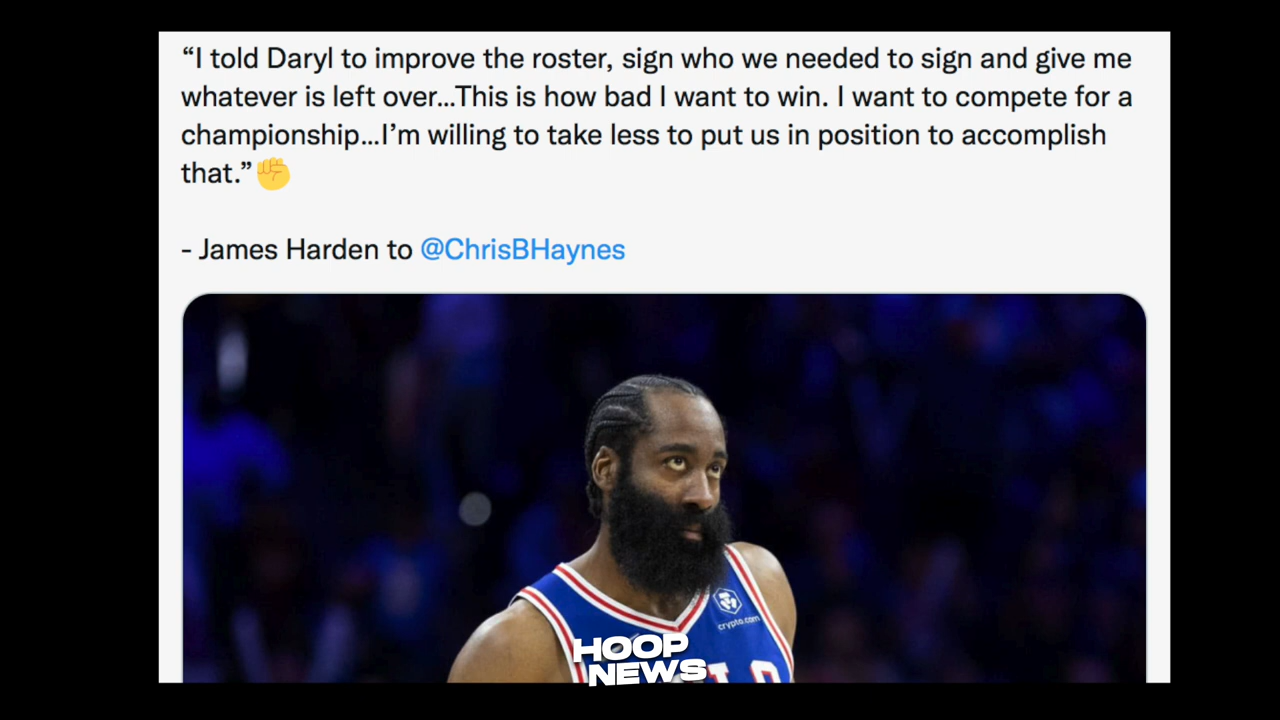 “I told Daryl to improve the roster, sign who we needed to sign and give me
whatever is left over...This is how bad I want to win. I want to compete for a
championship...I’m willing to take less to put us in position to accomplish
that.”✊
- James Harden to @ChrisBHaynes
crypto.com
HOOP
NEWS